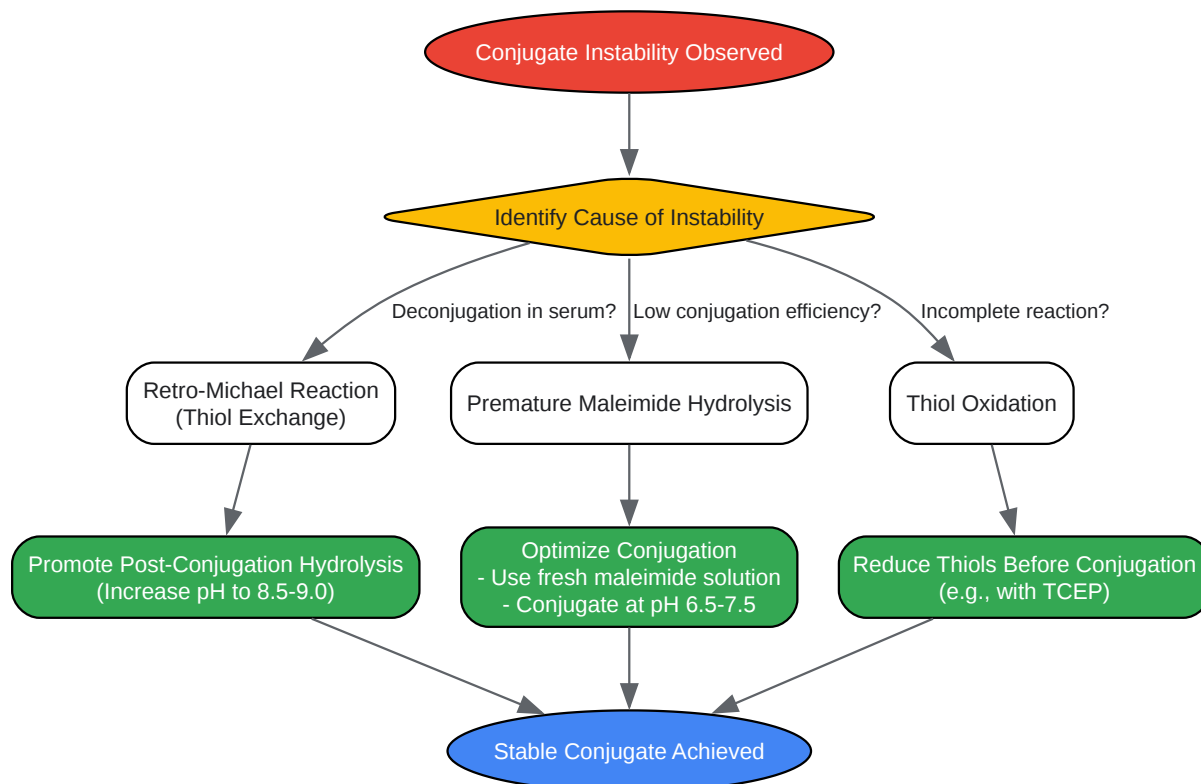 Conjugate Instability Observed
Identify Cause of Instability
Deconjugation in serum?
Low conjugation efficiency?
Incomplete reaction?
Retro-Michael Reaction
(Thiol Exchange)
Premature Maleimide Hydrolysis
Thiol Oxidation
Promote Post-Conjugation Hydrolysis
(Increase pH to 8.5-9.0)
Optimize Conjugation
- Use fresh maleimide solution
- Conjugate at pH 6.5-7.5
Reduce Thiols Before Conjugation
(e.g., with TCEP)
Stable Conjugate Achieved